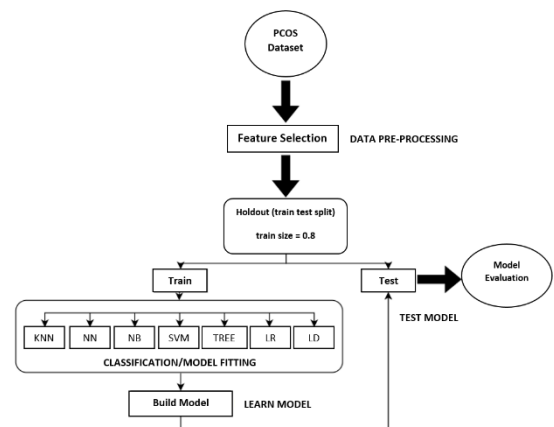 PCOS
Dataset
Feature Selection
DATA PRE-PROCESSING
Holdout (train test split)
train size = 0.8
Train
Test
Model
Evaluation
TEST MODEL
KNN
NN
NB
SVM
TREE
LR
LD
CLASSIFICATION/MODEL FITTING
Build Model
LEARN MODEL